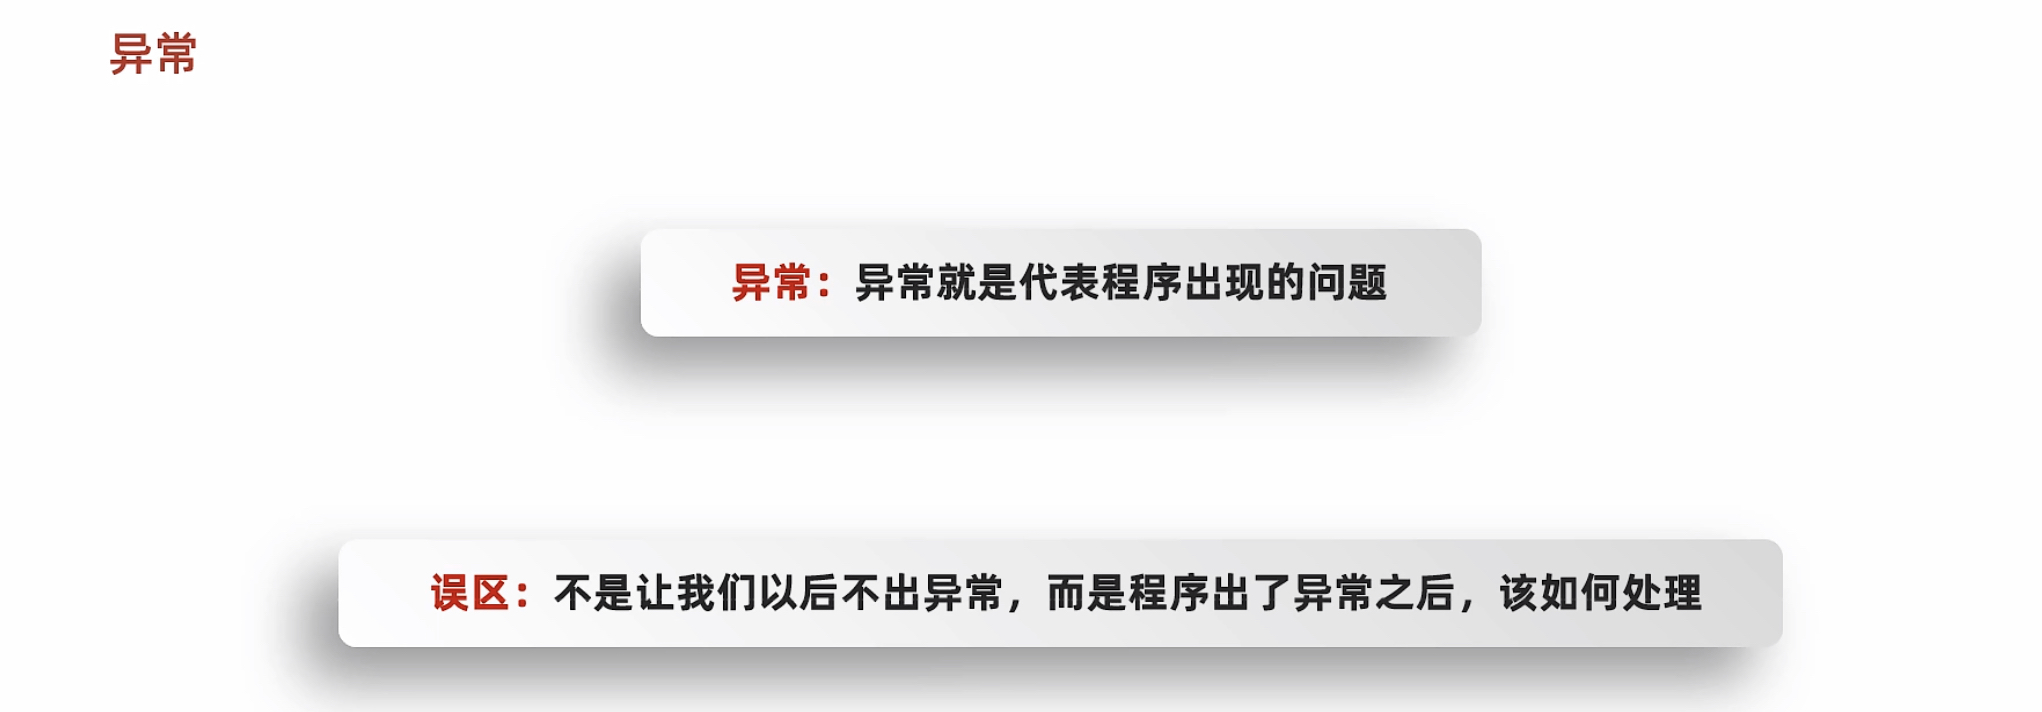 异常
异常：异常就是代表程序出现的问题
误区：不是让我们以后不出异常，而是程序出了异常之后，该如何处理